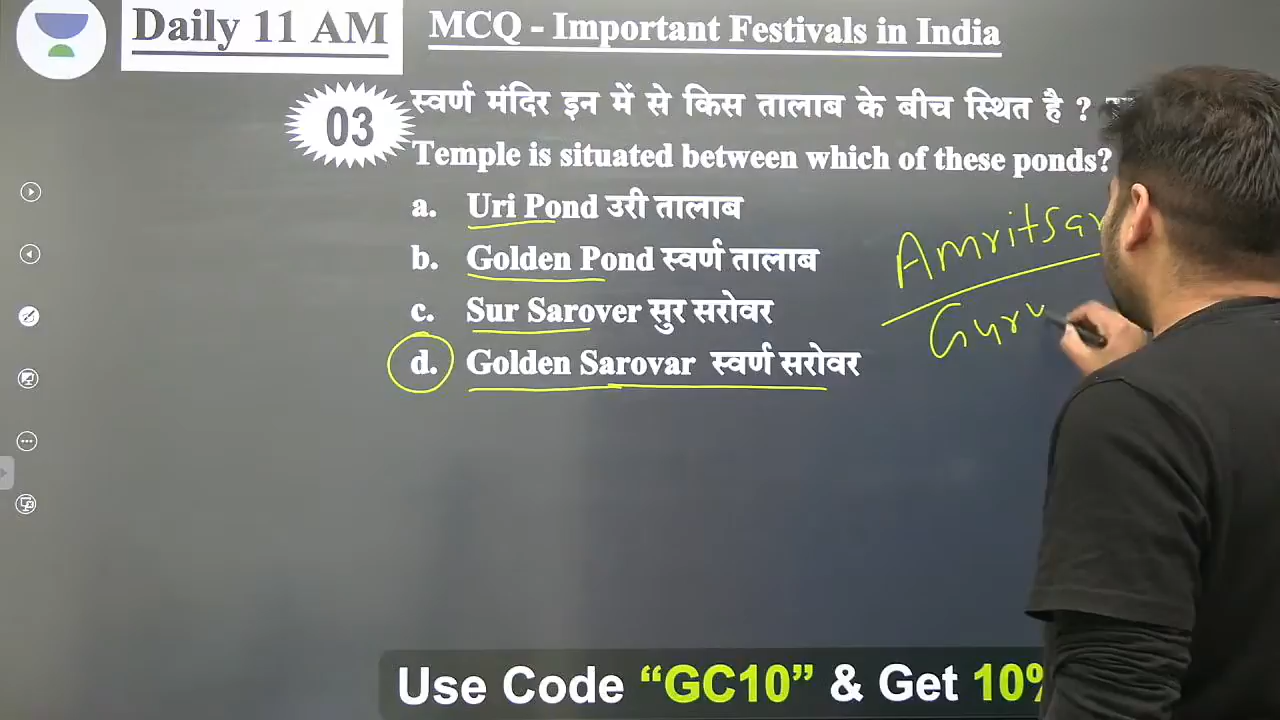 Daily 11 AM
MCQ - Important Festivals in India
03
स्वर्ण मंदिर इन में से किस तालाब के बीच स्थित है ?
Temple is situated between which of these ponds?
a. Uri Pond उरी तालाब
b. Golden Pond स्वर्ण तालाब
c. Sur Sarover सुर सरोवर
d. Golden Sarovar स्वर्ण सरोवर
Amritsar
Guru
Use Code “GC10” & Get 10%